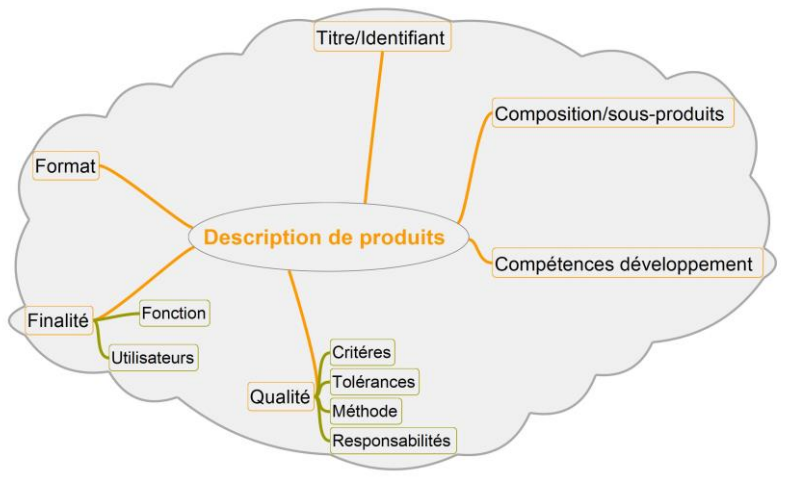 Titre/Identifiant
Composition/sous-produits
Format
Description de produits
Compétences développement
Finalité
Fonction
Utilisateurs
Qualité
Critéres
Tolérances
Méthode
Responsabilités